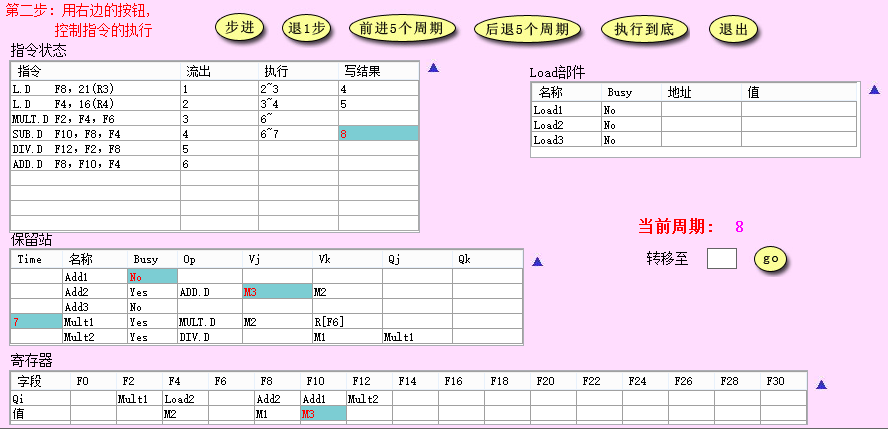 第二步：用右边的按钮，
控制指令的执行
步进 退1步 前进5个周期 后退5个周期 执行到底 退出
指令状态
指令 流出 执行 写结果
L.D F8，21(R3) 1 2~3 4
L.D F4，16(R4) 2 3~4 5
MULT.D F2，F4，F6 3 6~
SUB.D F10，F8，F4 4 6~7 8
DIV.D F12，F2，F8 5
ADD.D F8，F10，F4 6
Load部件
名称 Busy 地址 值
Load1 No
Load2 No
Load3 No
当前周期： 8
转移至 go
保留站
Time 名称 Busy Op Vj Vk Qj Qk
Add1 No
Add2 Yes ADD.D M3 M2
Add3 No
7 Mult1 Yes MULT.D M2 R[F6]
Mult2 Yes DIV.D M1 Mult1
寄存器
字段 F0 F2 F4 F6 F8 F10 F12 F14 F16 F18 F20 F22 F24 F26 F28 F30
Qi Mult1 Load2 Add2 Add1 Mult2
值 M2 M1 M3